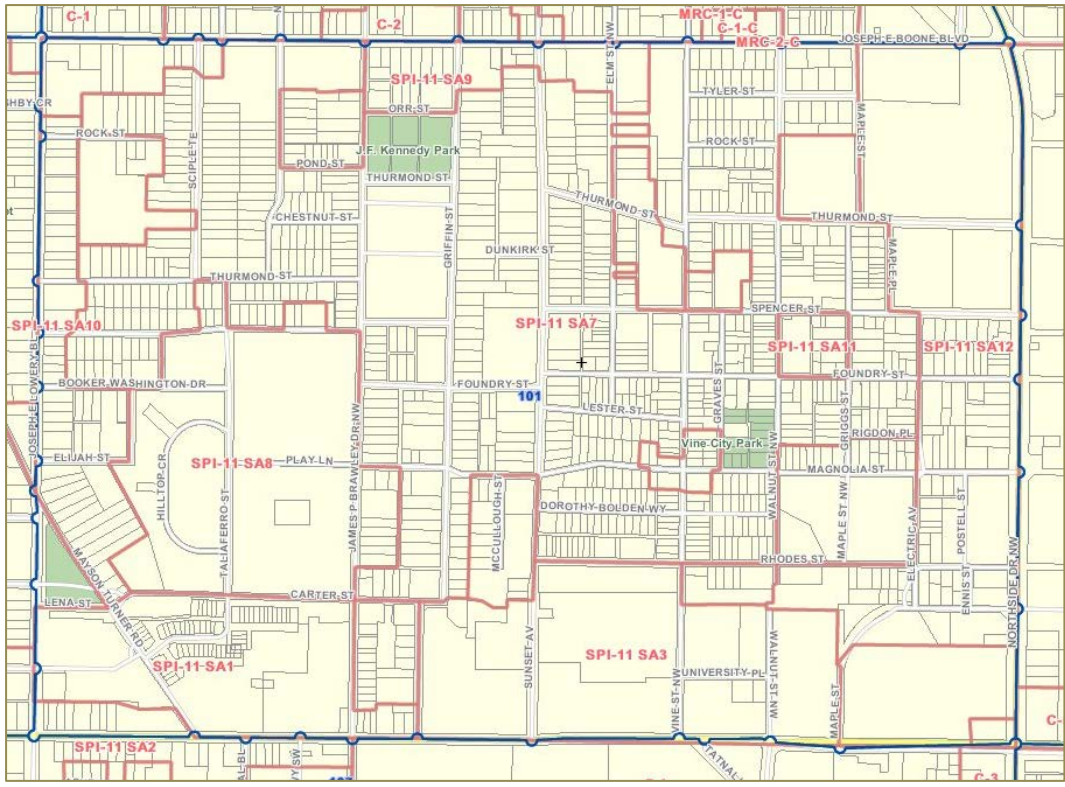 C-1
C-2
MRC-1-C
C-1-C
MRC-2-C
JOSEPH E BOONE BLVD
ELM ST NW
SPI-11 SA9
TYLER ST
ORR ST
SHBY CR
ROCK ST
SCIPLE TE
MAPLE ST
ROCK ST
J.F. Kennedy Park
POND ST
THURMOND ST
THURMOND ST
CHESTNUT ST
GRIFFIN ST
THURMOND ST
DUNKIRK ST
MAPLE PL
THURMOND ST
SPENCER ST
SPI-11 SA10
SPI-11 SA7
SPI-11 SA11
SPI-11 SA12
JOSEPH E LOWERY BL
BOOKER WASHINGTON DR
FOUNDRY ST
FOUNDRY ST
101
GRAVES ST
LESTER ST
GRIGGS ST
RIGDON PL
Vine City Park
ELIJAH ST
SPI-11 SA8
PLAY LN
MAGNOLIA ST
HILLTOP CR
JAMES P BRAWLEY DR NW
MCCULLOUGH ST
WALNUT ST NW
DOROTHY BOLDEN WY
MAPLE ST NW
POSTELL ST
TALIAFERRO ST
ELECTRIC AV
RHODES ST
MAYSON TURNER RD
ENNIS ST
NORTHSIDE DR NW
LENA ST
CARTER ST
SPI-11 SA1
SUNSET AV
SPI-11 SA3
UNIVERSITY PL
VINE ST NW
WALNUT ST NW
MAPLE ST
SPI-11 SA2
C-3